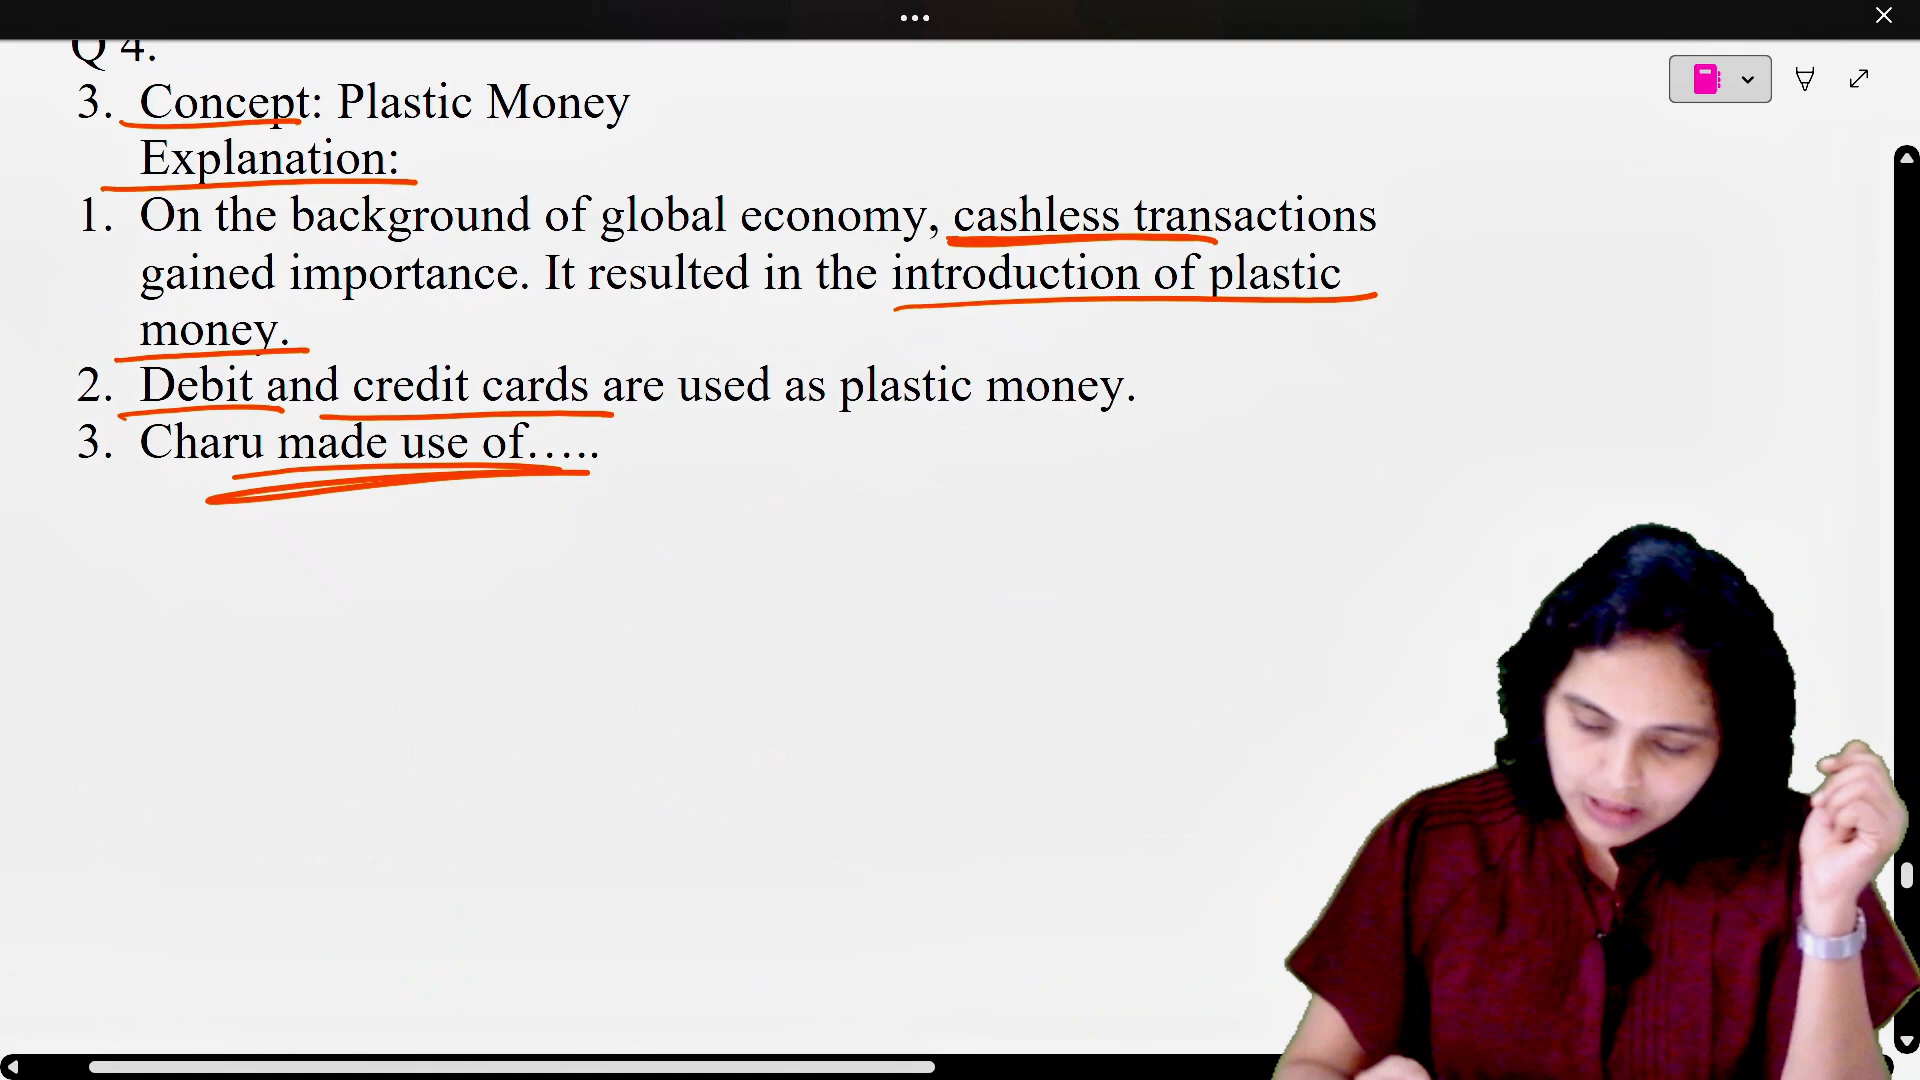 Q 4.
3. Concept: Plastic Money
Explanation:
1. On the background of global economy, cashless transactions
gained importance. It resulted in the introduction of plastic
money.
2. Debit and credit cards are used as plastic money.
3. Charu made use of…..